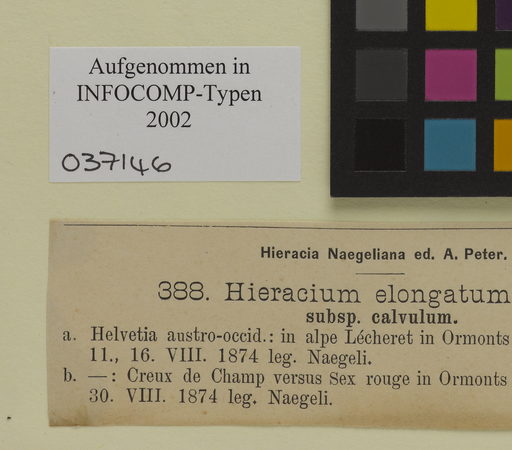 Aufgenommen in
INFOCOMP-Typen
2002
037146
Hieracia Naegeliana ed. A. Peter.
388. Hieracium elongatum
subsp. calvulum.
a. Helvetia austro-occid.: in alpe Lécheret in Ormonts
11., 16. VIII. 1874 leg. Naegeli.
b. —: Creux de Champ versus Sex rouge in Ormonts
30. VIII. 1874 leg. Naegeli.